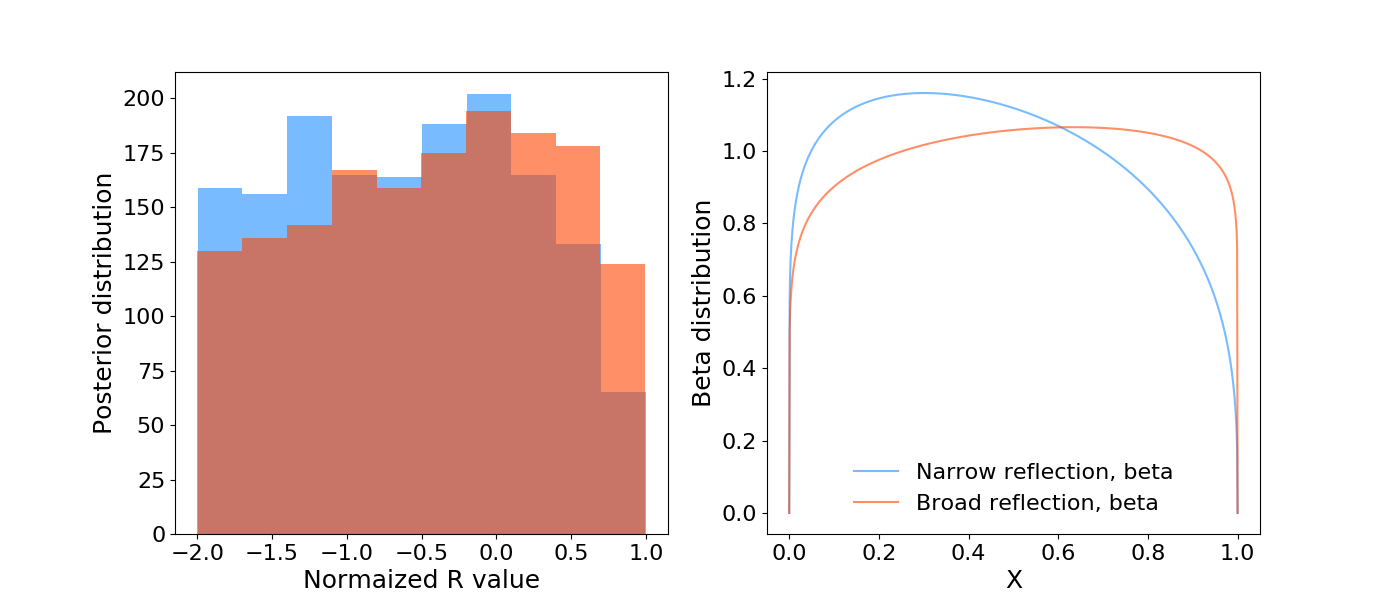 Posterior distribution
200
175
150
125
100
75
50
25
0
−2.0 −1.5 −1.0 −0.5 0.0 0.5 1.0
Normaized R value
Beta distribution
1.2
1.0
0.8
0.6
0.4
0.2
0.0
Narrow reflection, beta
Broad reflection, beta
0.0 0.2 0.4 0.6 0.8 1.0
X